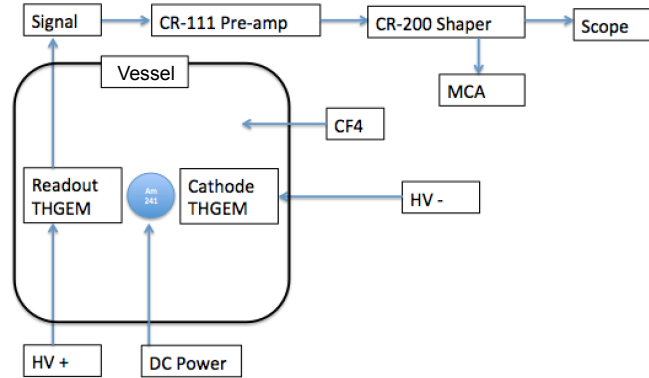 Signal
CR-111 Pre-amp
CR-200 Shaper
Scope
Vessel
MCA
CF4
Readout
THGEM
Am
241
Cathode
THGEM
HV -
HV +
DC Power